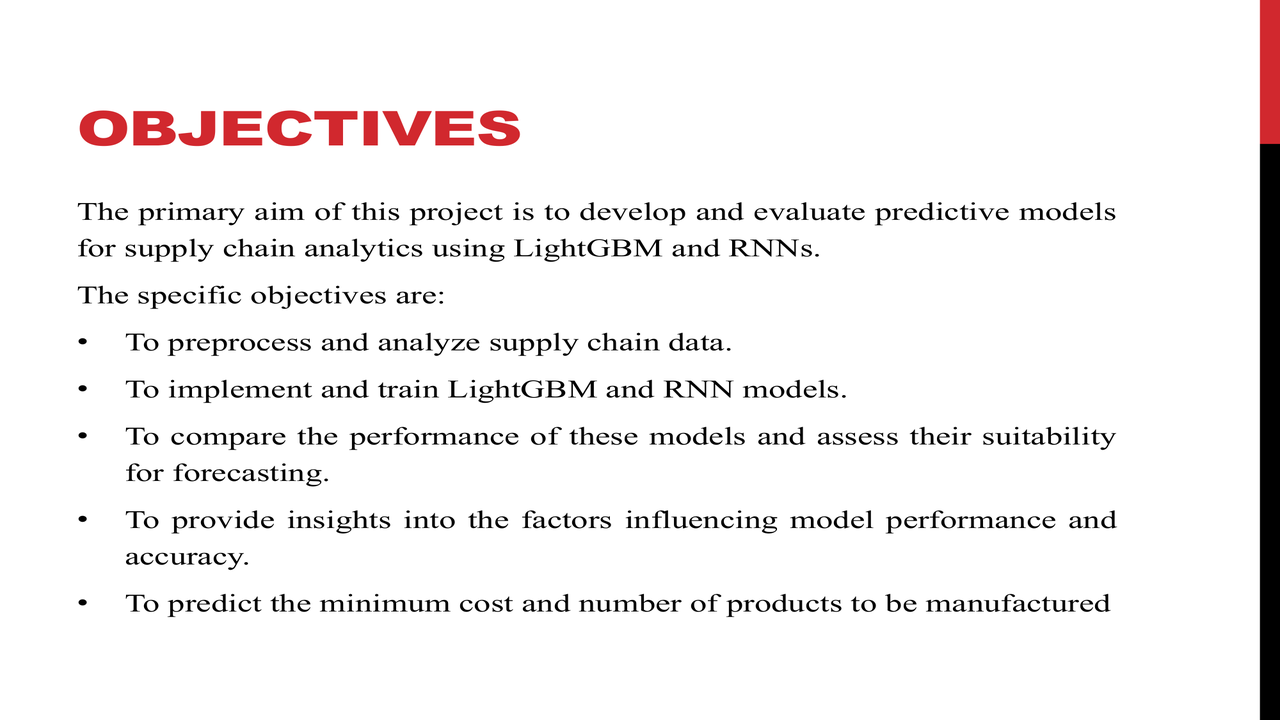 OBJECTIVES
The primary aim of this project is to develop and evaluate predictive models
for supply chain analytics using LightGBM and RNNs.
The specific objectives are:
• To preprocess and analyze supply chain data.
• To implement and train LightGBM and RNN models.
• To compare the performance of these models and assess their suitability
for forecasting.
• To provide insights into the factors influencing model performance and
accuracy.
• To predict the minimum cost and number of products to be manufactured